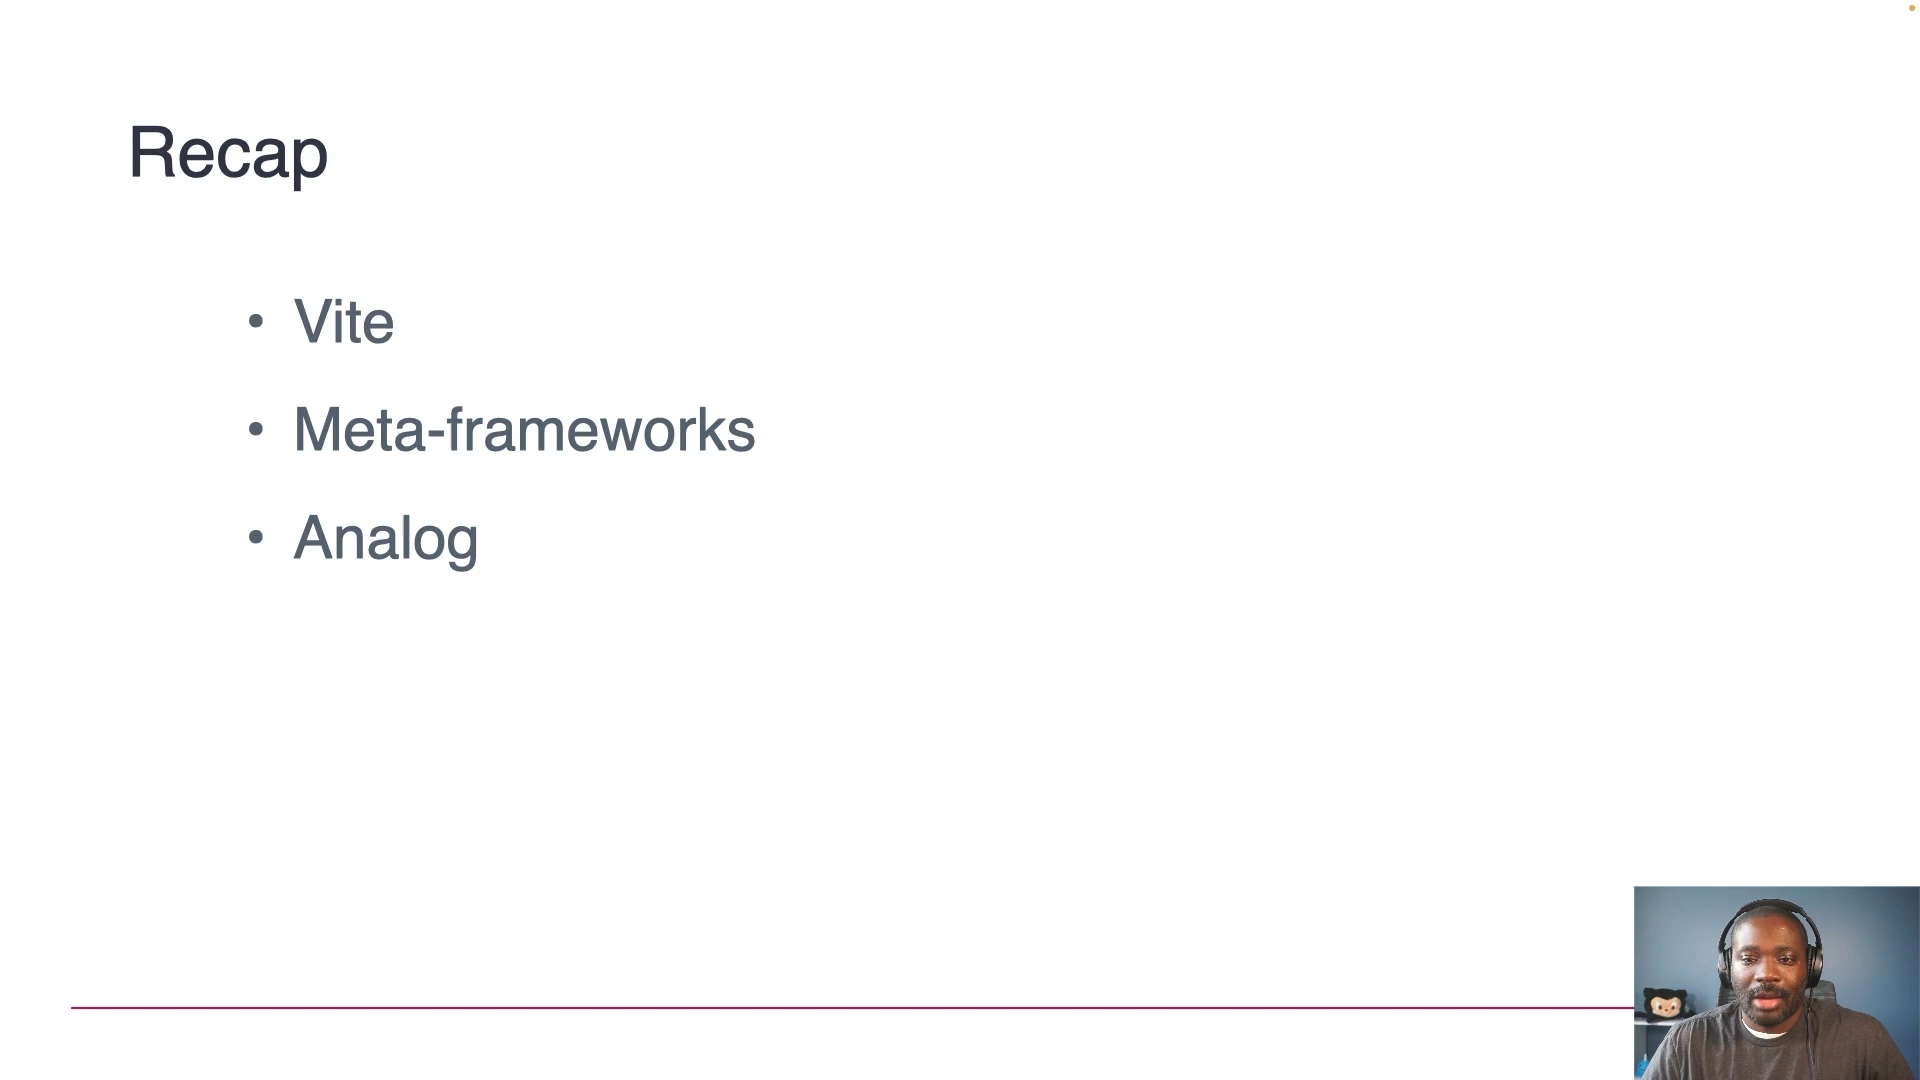 Recap
• Vite
• Meta-frameworks
• Analog